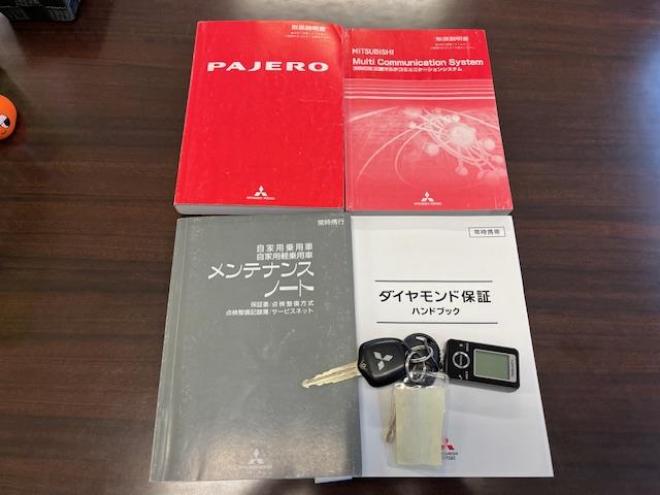 取扱説明書
PAJERO
取扱説明書
MITSUBISHI
Multi Communication System
常時携行
自家用乗用車
自家用軽乗用車
メンテナンス
ノート
保証書/点検整備方式
点検整備記録簿/サービスネット
常時携帯
ダイヤモンド保証
ハンドブック